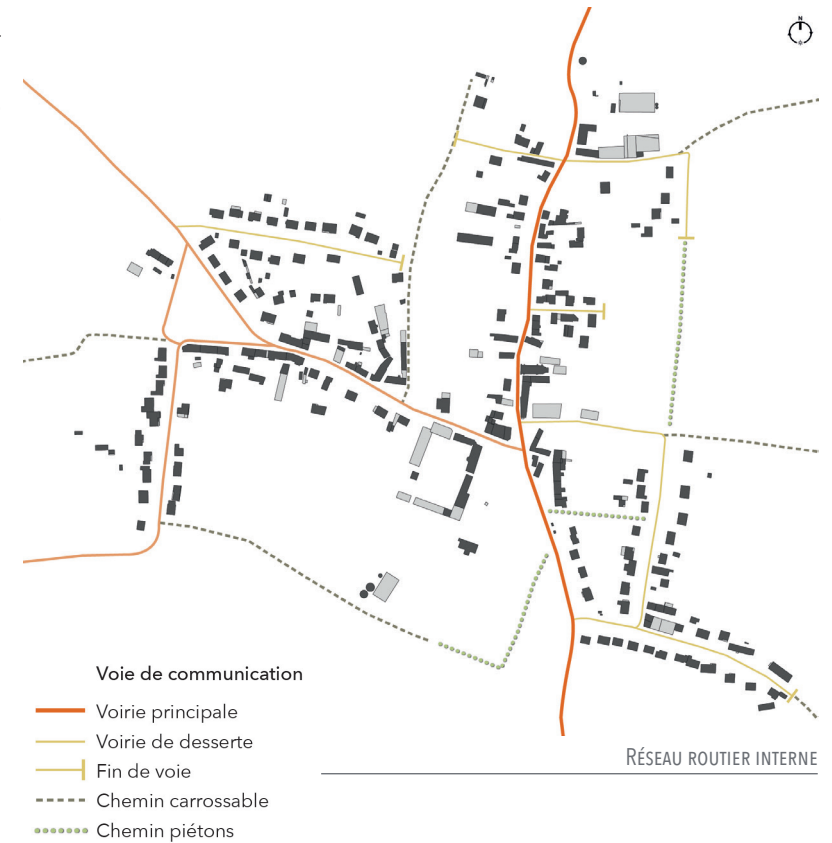 N
Voie de communication
Voirie principale
Voirie de desserte
Fin de voie
Chemin carrossable
Chemin piétons
Réseau routier interne